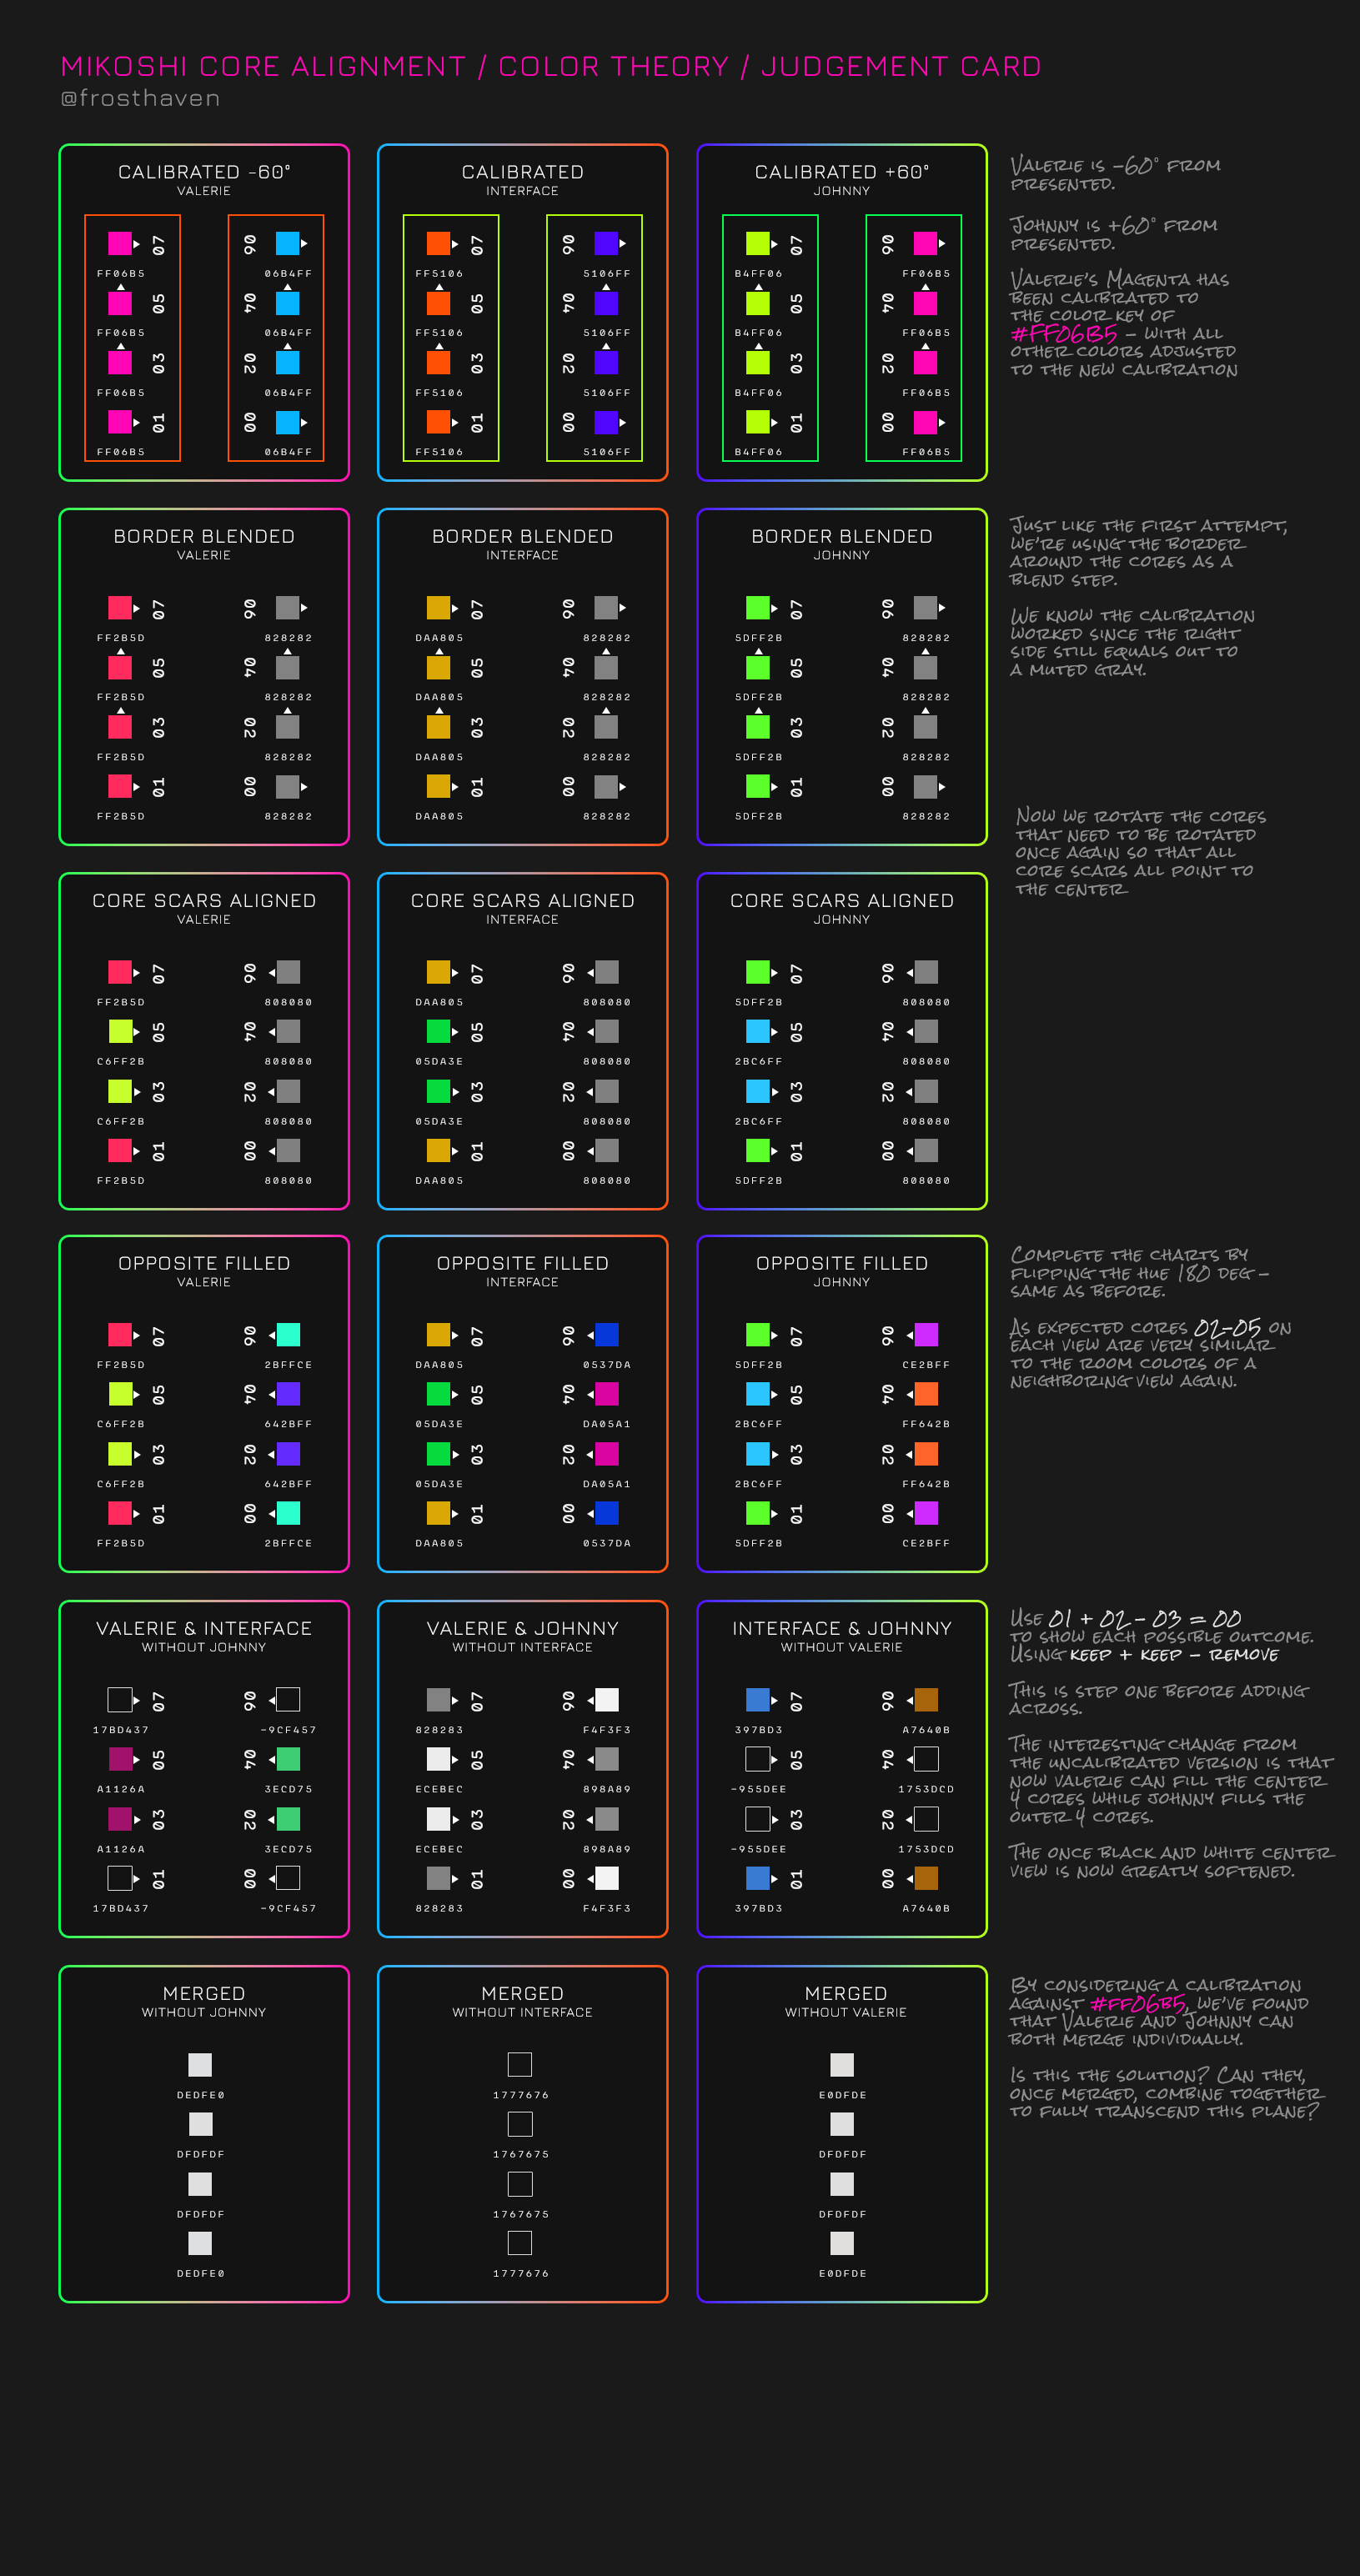 MIKOSHI CORE ALIGNMENT / COLOR THEORY / JUDGEMENT CARD
@frosthaven
CALIBRATED -60°
VALERIE
07
06
FF06B5
06B4FF
05
04
FF06B5
06B4FF
03
02
FF06B5
06B4FF
01
00
FF06B5
06B4FF
CALIBRATED
INTERFACE
07
06
FF5106
5106FF
05
04
FF5106
5106FF
03
02
FF5106
5106FF
01
00
FF5106
5106FF
CALIBRATED +60°
JOHNNY
07
06
B4FF06
FF06B5
05
04
B4FF06
FF06B5
03
02
B4FF06
FF06B5
01
00
B4FF06
FF06B5
VALERIE IS -60° FROM
PRESENTED.
JOHNNY IS +60° FROM
PRESENTED.
VALERIE'S MAGENTA HAS
BEEN CALIBRATED TO
THE COLOR KEY OF
#FF06B5 - WITH ALL
OTHER COLORS ADJUSTED
TO THE NEW CALIBRATION
BORDER BLENDED
VALERIE
07
06
FF2B5D
828282
05
04
FF2B5D
828282
03
02
FF2B5D
828282
01
00
FF2B5D
828282
BORDER BLENDED
INTERFACE
07
06
DAA805
828282
05
04
DAA805
828282
03
02
DAA805
828282
01
00
DAA805
828282
BORDER BLENDED
JOHNNY
07
06
5DFF2B
828282
05
04
5DFF2B
828282
03
02
5DFF2B
828282
01
00
5DFF2B
828282
JUST LIKE THE FIRST ATTEMPT,
WE'RE USING THE BORDER
AROUND THE CORES AS A
BLEND STEP.
WE KNOW THE CALIBRATION
WORKED SINCE THE RIGHT
SIDE STILL EQUALS OUT TO
A MUTED GRAY.
NOW WE ROTATE THE CORES
THAT NEED TO BE ROTATED
ONCE AGAIN SO THAT ALL
CORE SCARS ALL POINT TO
THE CENTER
CORE SCARS ALIGNED
VALERIE
07
06
FF2B5D
808080
05
04
C6FF2B
808080
03
02
C6FF2B
808080
01
00
FF2B5D
808080
CORE SCARS ALIGNED
INTERFACE
07
06
DAA805
808080
05
04
05DA3E
808080
03
02
05DA3E
808080
01
00
DAA805
808080
CORE SCARS ALIGNED
JOHNNY
07
06
5DFF2B
808080
05
04
2BC6FF
808080
03
02
2BC6FF
808080
01
00
5DFF2B
808080
OPPOSITE FILLED
VALERIE
07
06
FF2B5D
2BFFCE
05
04
C6FF2B
642BFF
03
02
C6FF2B
642BFF
01
00
FF2B5D
2BFFCE
OPPOSITE FILLED
INTERFACE
07
06
DAA805
0537DA
05
04
05DA3E
DA05A1
03
02
05DA3E
DA05A1
01
00
DAA805
0537DA
OPPOSITE FILLED
JOHNNY
07
06
5DFF2B
CE2BFF
05
04
2BC6FF
FF642B
03
02
2BC6FF
FF642B
01
00
5DFF2B
CE2BFF
COMPLETE THE CHARTS BY
FLIPPING THE HUE 180 DEG -
SAME AS BEFORE.
AS EXPECTED CORES 02-05 ON
EACH VIEW ARE VERY SIMILAR
TO THE ROOM COLORS OF A
NEIGHBORING VIEW AGAIN.
VALERIE & INTERFACE
WITHOUT JOHNNY
07
06
17BD437
-9CF457
05
04
A1126A
3ECD75
03
02
A1126A
3ECD75
01
00
17BD437
-9CF457
VALERIE & JOHNNY
WITHOUT INTERFACE
07
06
828283
F4F3F3
05
04
ECEBEC
898A89
03
02
ECEBEC
898A89
01
00
828283
F4F3F3
INTERFACE & JOHNNY
WITHOUT VALERIE
07
06
397BD3
A7640B
05
04
-955DEE
1753DCD
03
02
-955DEE
1753DCD
01
00
397BD3
A7640B
USE 01 + 02 - 03 = 00
TO SHOW EACH POSSIBLE OUTCOME.
USING KEEP + KEEP - REMOVE
THIS IS STEP ONE BEFORE ADDING
ACROSS.
THE INTERESTING CHANGE FROM
THE UNCALIBRATED VERSION IS THAT
NOW VALERIE CAN FILL THE CENTER
4 CORES WHILE JOHNNY FILLS THE
OUTER 4 CORES.
THE ONCE BLACK AND WHITE CENTER
VIEW IS NOW GREATLY SOFTENED.
MERGED
WITHOUT JOHNNY
DEDFE0
DFDFDF
DFDFDF
DEDFE0
MERGED
WITHOUT INTERFACE
1777676
1767675
1767675
1777676
MERGED
WITHOUT VALERIE
E0DFDE
DFDFDF
DFDFDF
E0DFDE
BY CONSIDERING A CALIBRATION
AGAINST #FF06B5, WE'VE FOUND
THAT VALERIE AND JOHNNY CAN
BOTH MERGE INDIVIDUALLY.
IS THIS THE SOLUTION? CAN THEY,
ONCE MERGED, COMBINE TOGETHER
TO FULLY TRANSCEND THIS PLANE?